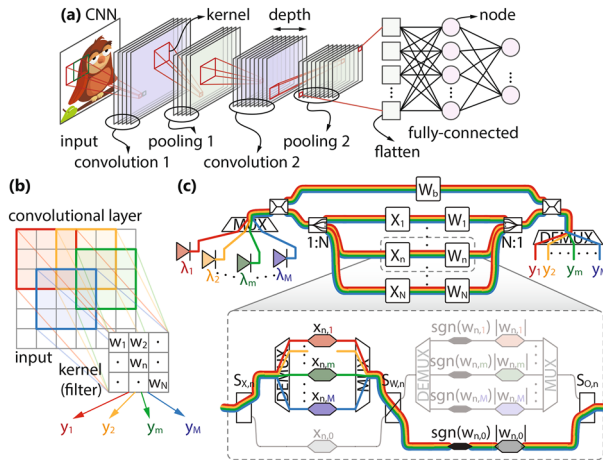 (a) CNN
kernel
depth
node
input
convolution 1
pooling 1
convolution 2
pooling 2
flatten
fully-connected
(b)
convolutional layer
input
kernel
(filter)
w1 w2 ·
· wn ·
· · wN
y1 y2 ym yM
(c)
MUX
λ1 λ2 λm λM
1:N
Wb
X1 W1
Xn Wn
XN WN
N:1
DEMUX
y1 y2 ym yM
SX,n
DEMUX
xn,1
xn,m
xn,M
xn,0
MUX
SW,n
DEMUX
sgn(wn,1) |wn,1|
sgn(wn,m) |wn,m|
sgn(wn,M) |wn,M|
sgn(wn,0) |wn,0|
MUX
SO,n